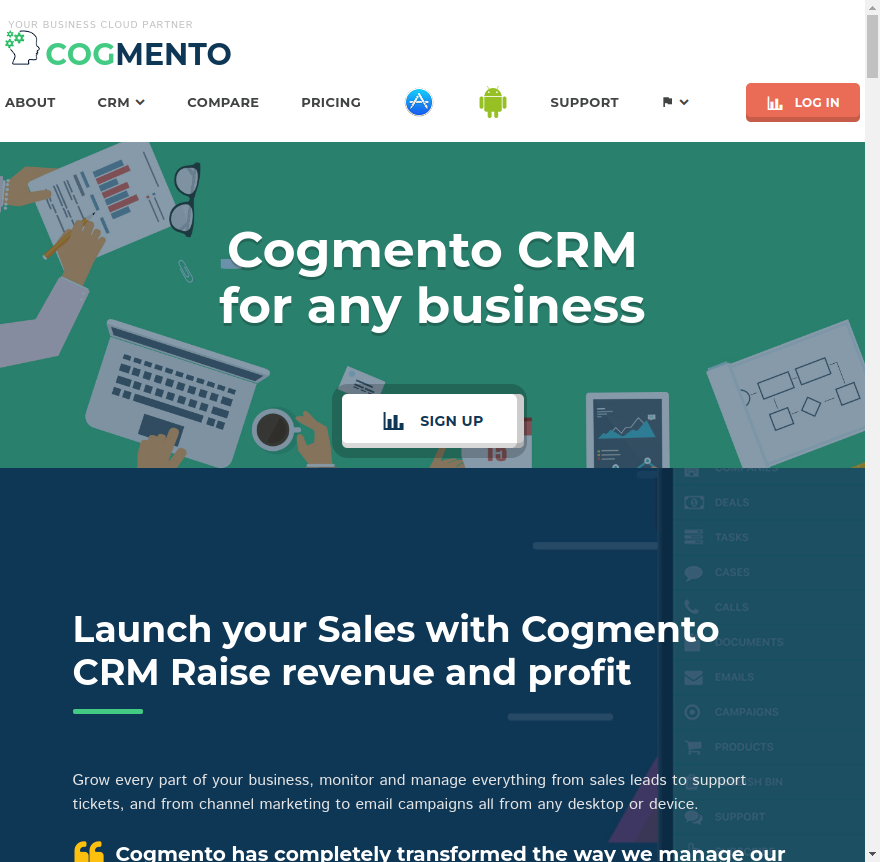 YOUR BUSINESS CLOUD PARTNER
COGMENTO
ABOUT CRM COMPARE PRICING SUPPORT LOG IN
Cogmento CRM
for any business
SIGN UP
15
COMPANIES
DEALS
TASKS
CASES
CALLS
Launch your Sales with Cogmento
DOCUMENTS
CRM Raise revenue and profit
EMAILS
CAMPAIGNS
PRODUCTS
Grow every part of your business, monitor and manage everything from sales leads to support
BIN
tickets, and from channel marketing to email campaigns all from any desktop or device.
SUPPORT
Cogmento has completely transformed the way we manage our